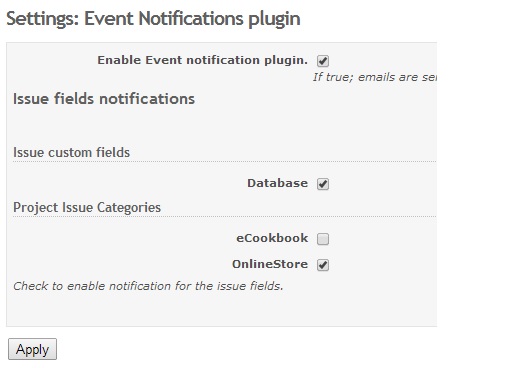 Settings: Event Notifications plugin
Enable Event notification plugin.
If true; emails are
Issue fields notifications
Issue custom fields
Database
Project Issue Categories
eCookbook
OnlineStore
Check to enable notification for the issue fields.
Apply